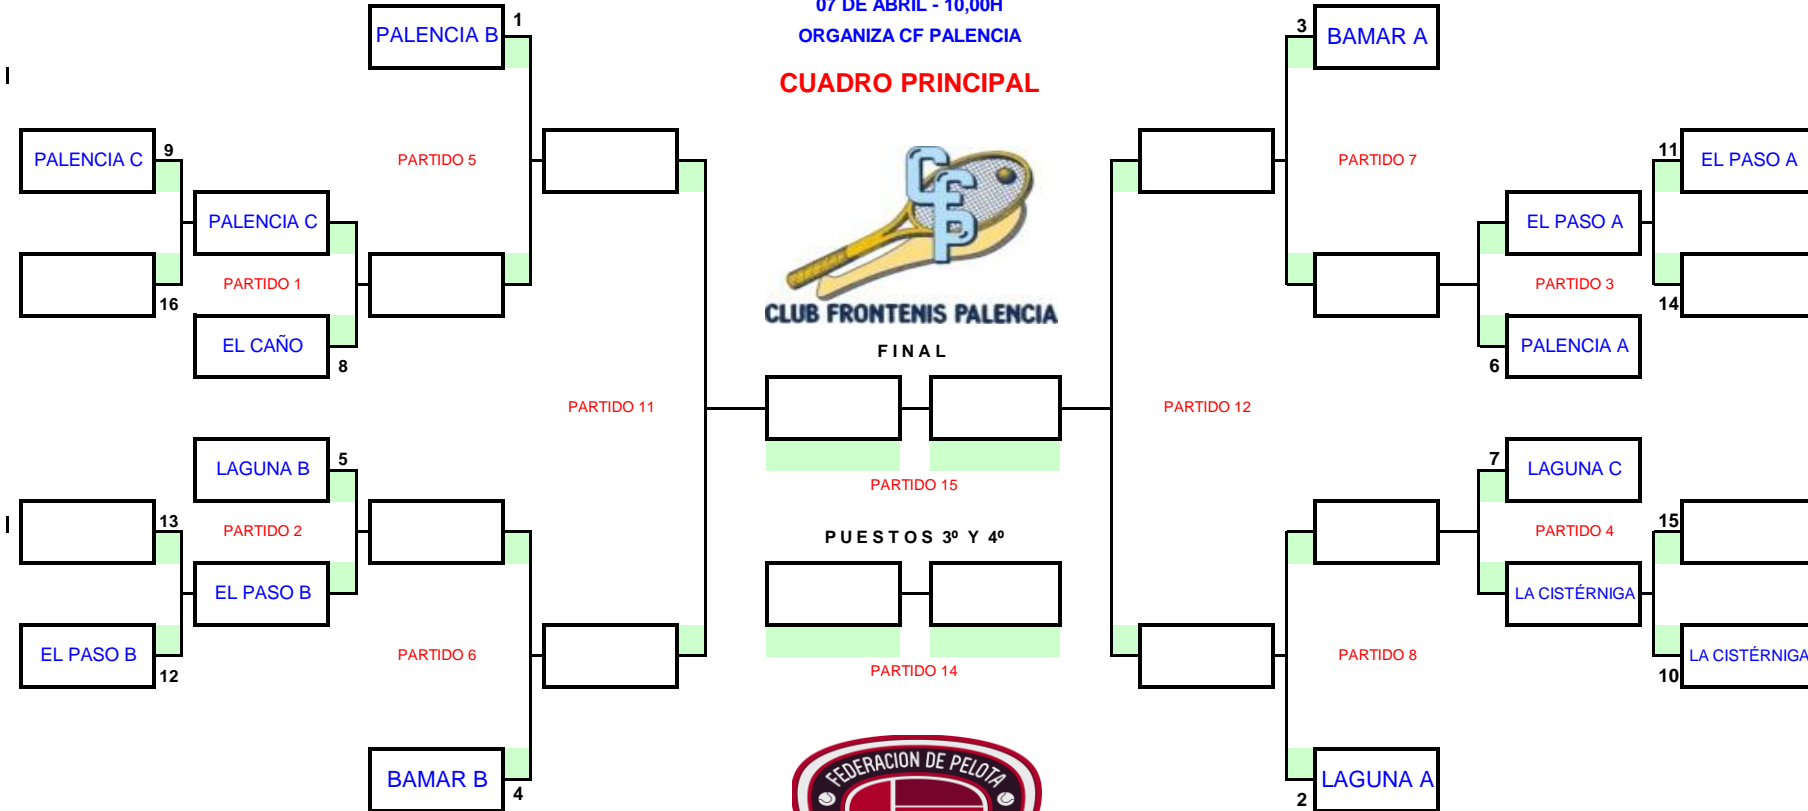 07 DE ABRIL - 10,00H
ORGANIZA CF PALENCIA
CUADRO PRINCIPAL
PALENCIA B
1
3
BAMAR A
PALENCIA C
9
PARTIDO 5
PARTIDO 7
11
EL PASO A
PALENCIA C
EL PASO A
16
PARTIDO 1
PARTIDO 3
14
EL CAÑO
8
6
PALENCIA A
CFP
CLUB FRONTENIS PALENCIA
FINAL
PARTIDO 11
PARTIDO 12
LAGUNA B
5
7
LAGUNA C
PARTIDO 15
13
PARTIDO 2
PARTIDO 4
15
PUESTOS 3º Y 4º
EL PASO B
LA CISTÉRNIGA
EL PASO B
12
PARTIDO 6
PARTIDO 14
PARTIDO 8
10
LA CISTÉRNIGA
BAMAR B
4
2
LAGUNA A
FEDERACION DE PELOTA